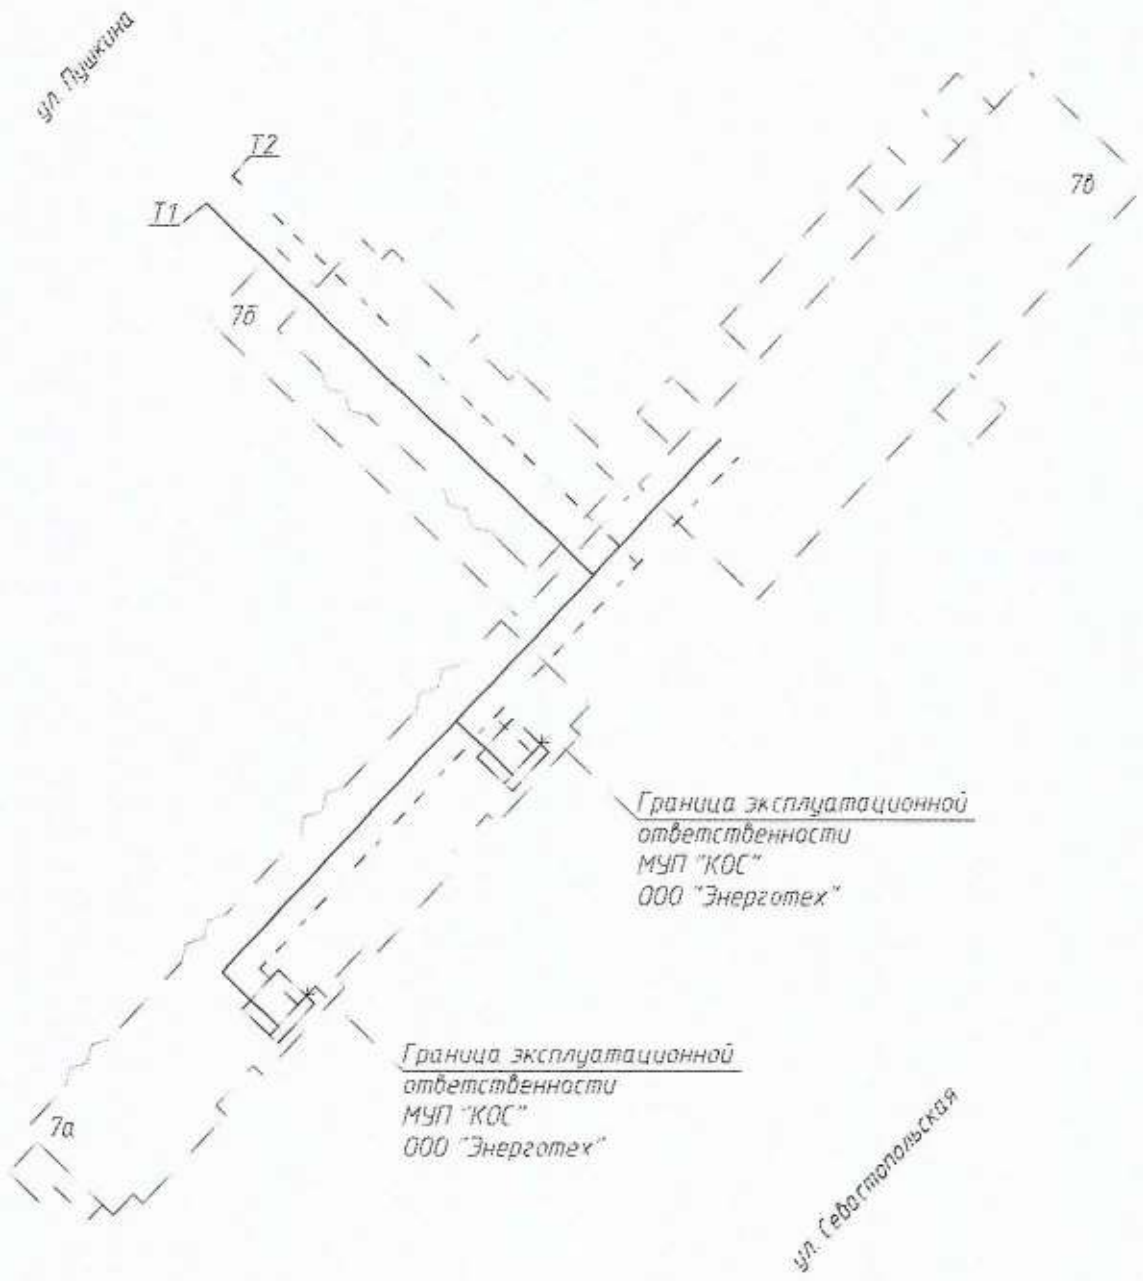 ул. Пушкина
Т2
Т1
7б
7в
Граница эксплуатационной
ответственности
МУП "КОС"
ООО "Энерготех"
Граница эксплуатационной
ответственности
МУП "КОС"
ООО "Энерготех"
7а
ул. Севастопольская